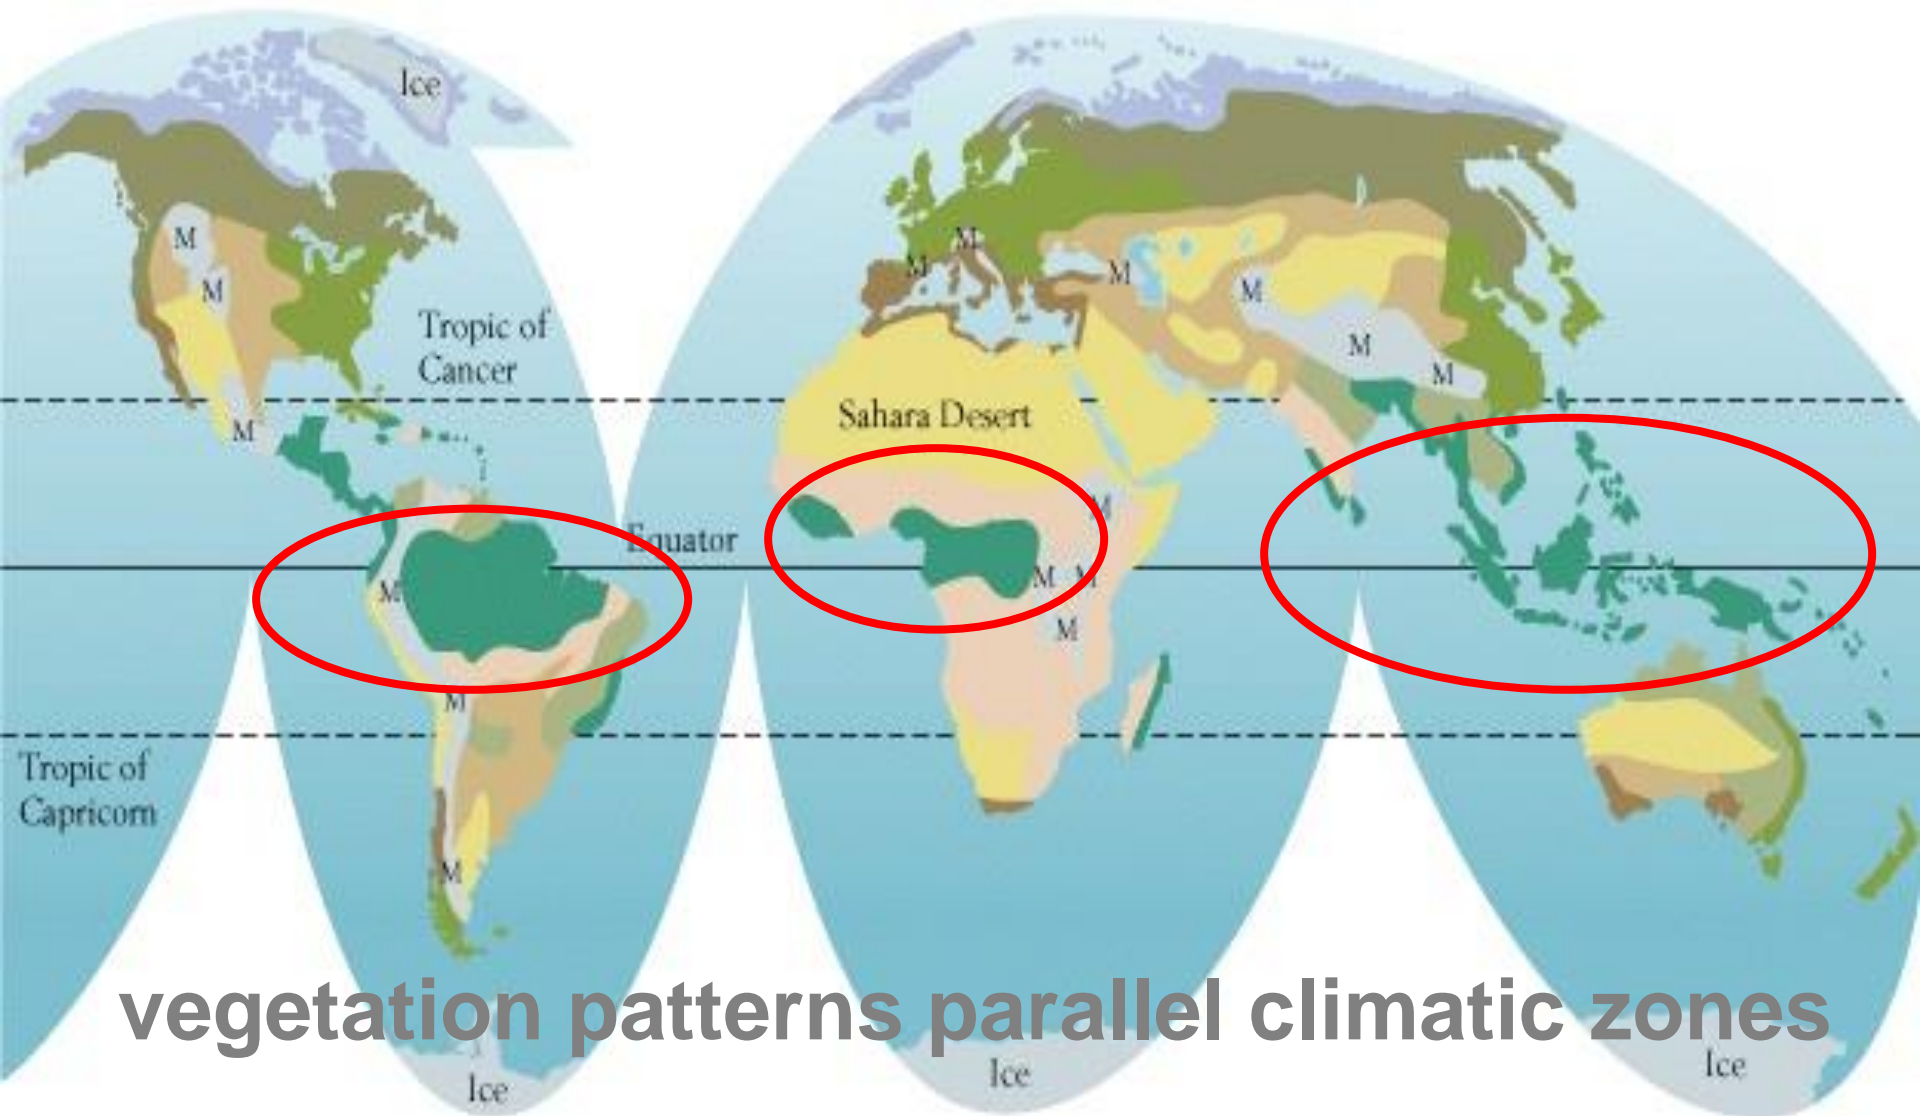 Ice
M
M
M
M
M
M
M
M
M
M
Tropic of
Cancer
Sahara Desert
Equator
M
M
M M
M
M
M
Tropic of
Capricorn
vegetation patterns parallel climatic zones
Ice
Ice
Ice